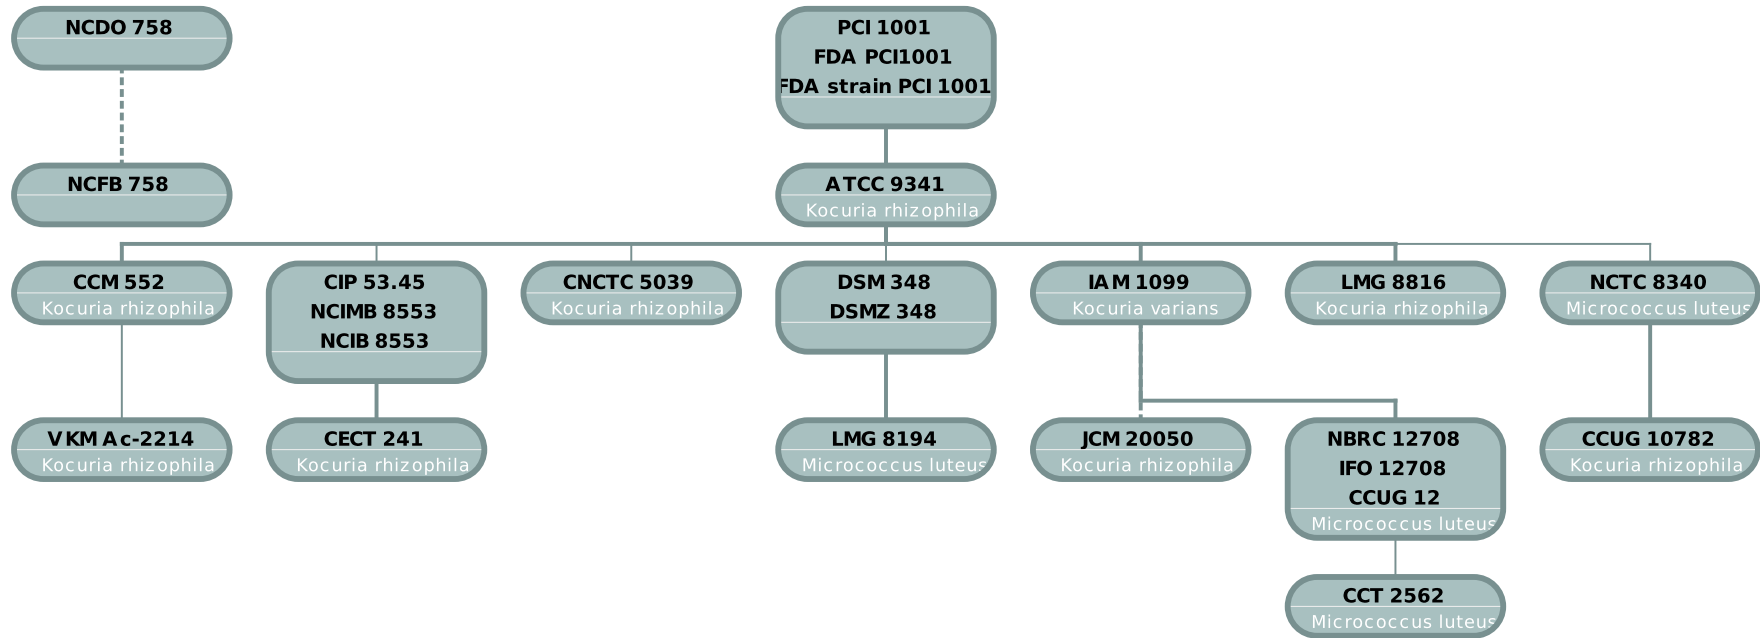 NCDO 758
PCI 1001
FDA PCI1001
FDA strain PCI 1001
NCFB 758
ATCC 9341
Kocuria rhizophila
CCM 552
Kocuria rhizophila
CIP 53.45
NCIMB 8553
NCIB 8553
CNCTC 5039
Kocuria rhizophila
DSM 348
DSMZ 348
IAM 1099
Kocuria varians
LMG 8816
Kocuria rhizophila
NCTC 8340
Micrococcus luteus
VKM Ac-2214
Kocuria rhizophila
CECT 241
Kocuria rhizophila
LMG 8194
Micrococcus luteus
JCM 20050
Kocuria rhizophila
NBRC 12708
IFO 12708
CCUG 12
Micrococcus luteus
CCUG 10782
Kocuria rhizophila
CCT 2562
Micrococcus luteus